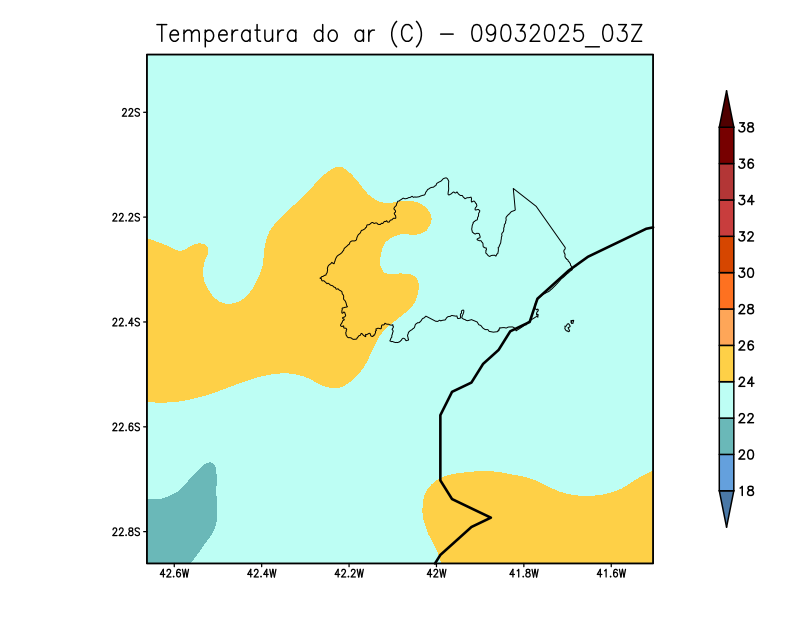 Temperatura do ar (C) - 09032025_03Z
22S
22.2S
22.4S
22.6S
22.8S
42.6W
42.4W
42.2W
42W
41.8W
41.6W
38
36
34
32
30
28
26
24
22
20
18